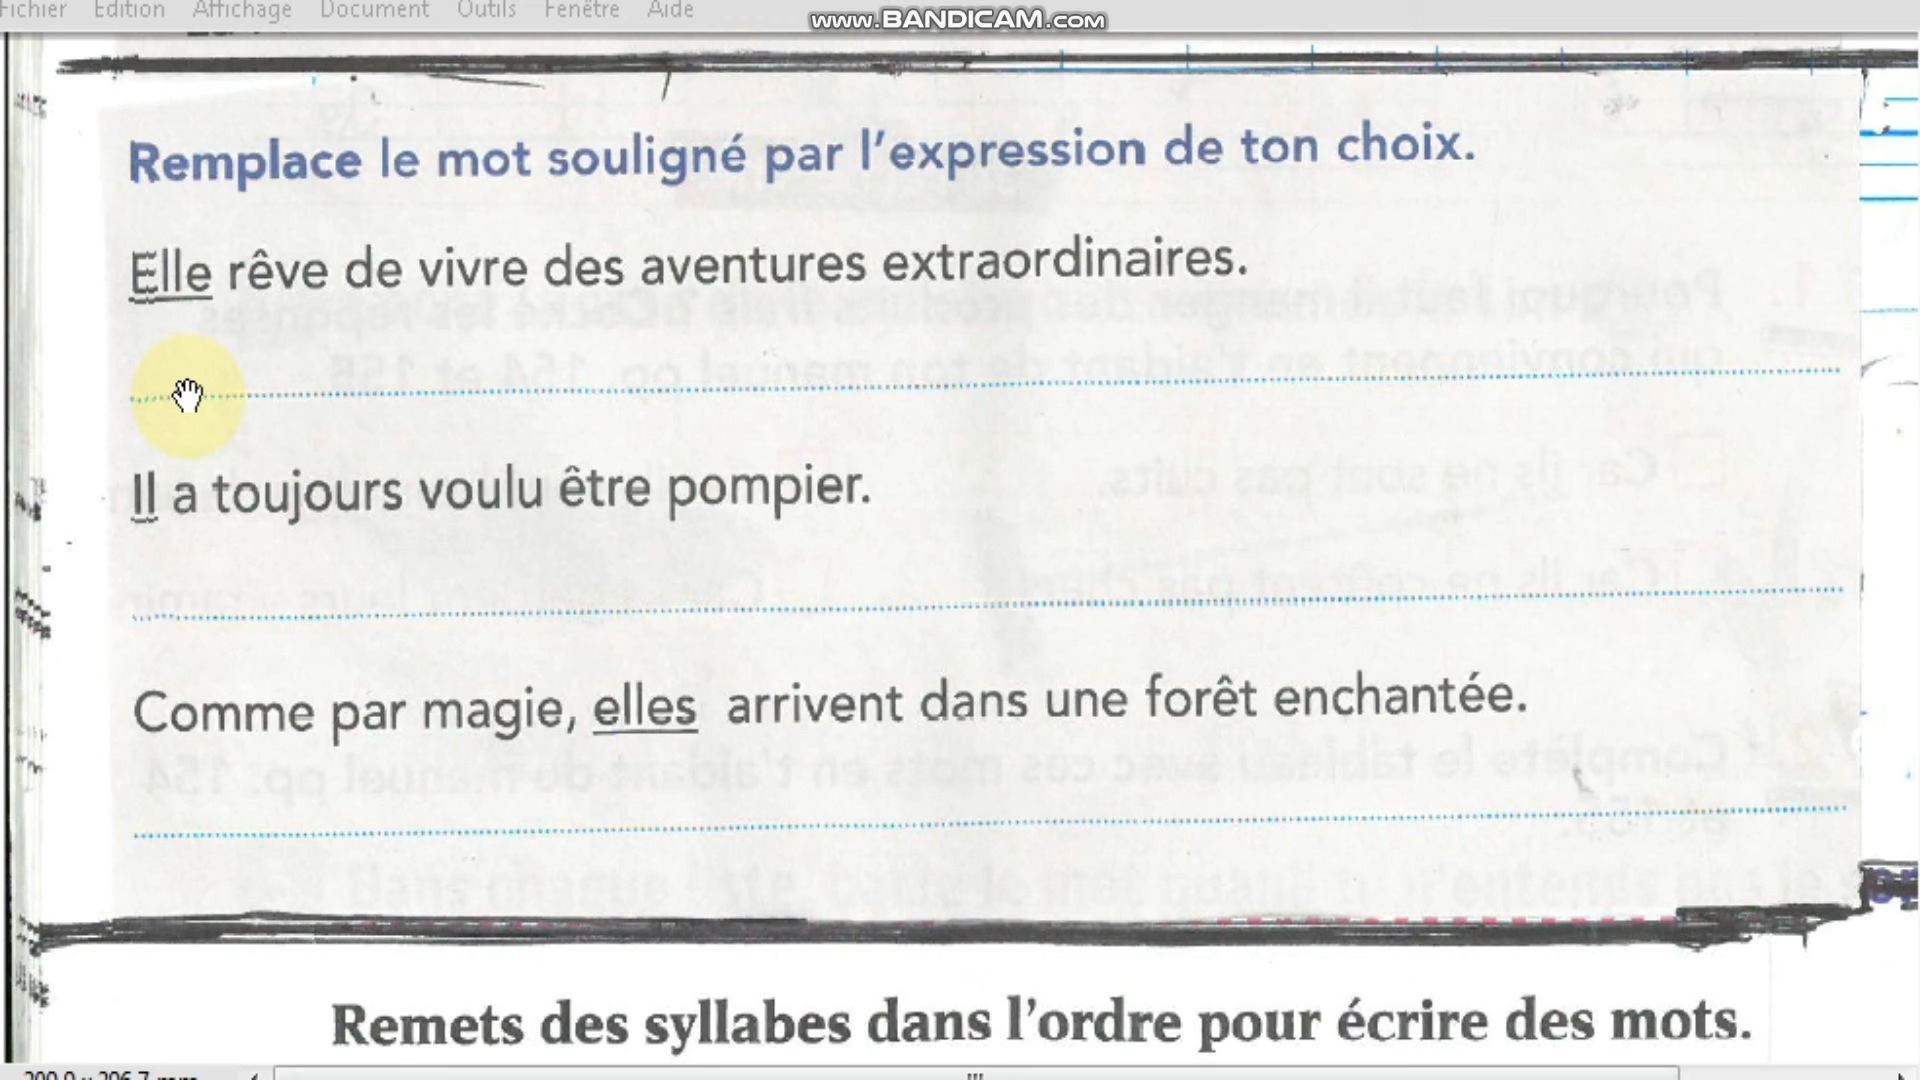 Fichier Edition Affichage Document Outils Fenêtre Aide
www.BANDICAM.com
Remplace le mot souligné par l'expression de ton choix.
Elle rêve de vivre des aventures extraordinaires.
Il a toujours voulu être pompier.
Comme par magie, elles arrivent dans une forêt enchantée.
Remets des syllabes dans l'ordre pour écrire des mots.